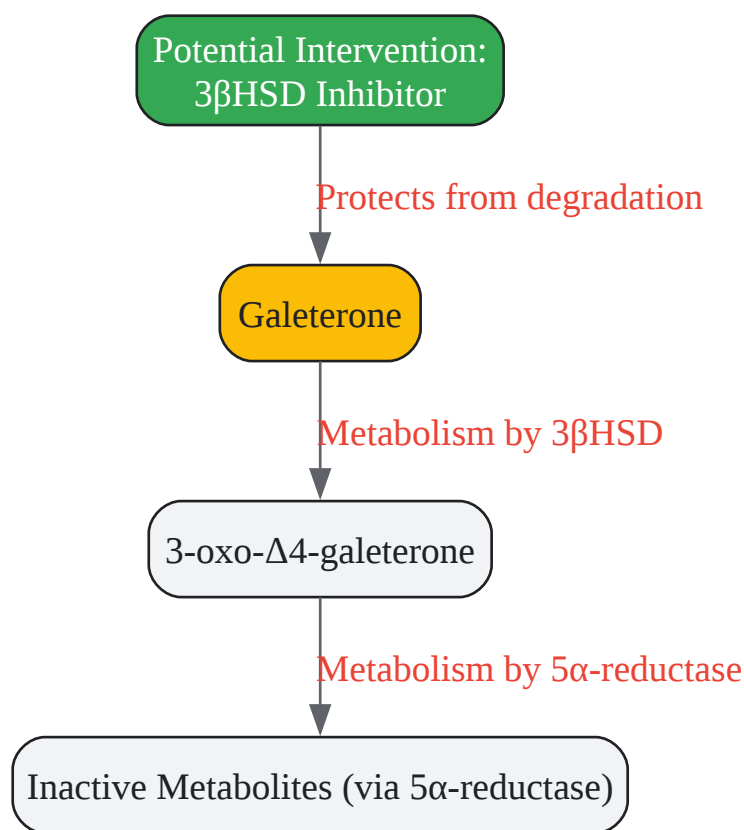 Potential Intervention:
3βHSD Inhibitor
Protects from degradation
Galeterone
Metabolism by 3βHSD
3-oxo-Δ4-galeterone
Metabolism by 5α-reductase
Inactive Metabolites (via 5α-reductase)